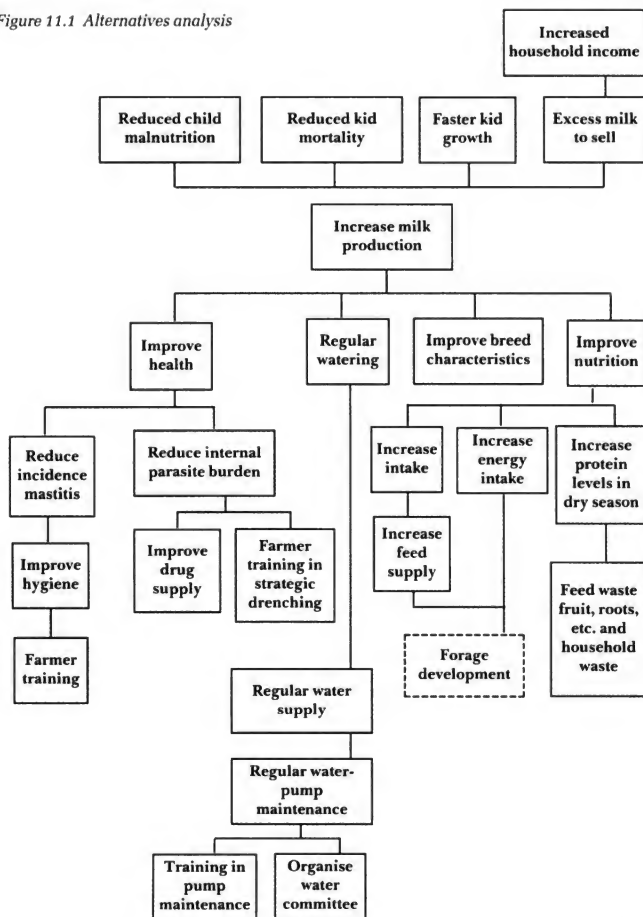 Figure 11.1 Alternatives analysis
Increased
household income
Reduced child
malnutrition
Reduced kid
mortality
Faster kid
growth
Excess milk
to sell
Increase milk
production
Improve
health
Regular
watering
Improve breed
characteristics
Improve
nutrition
Reduce
incidence
mastitis
Reduce internal
parasite burden
Increase
intake
Increase
energy
intake
Increase
protein
levels in
dry season
Improve
hygiene
Improve
drug
supply
Farmer
training in
strategic
drenching
Increase
feed
supply
Feed waste
fruit, roots,
etc. and
household
waste
Farmer
training
Forage
development
Regular water
supply
Regular water-
pump
maintenance
Training in
pump
maintenance
Organise
water
committee